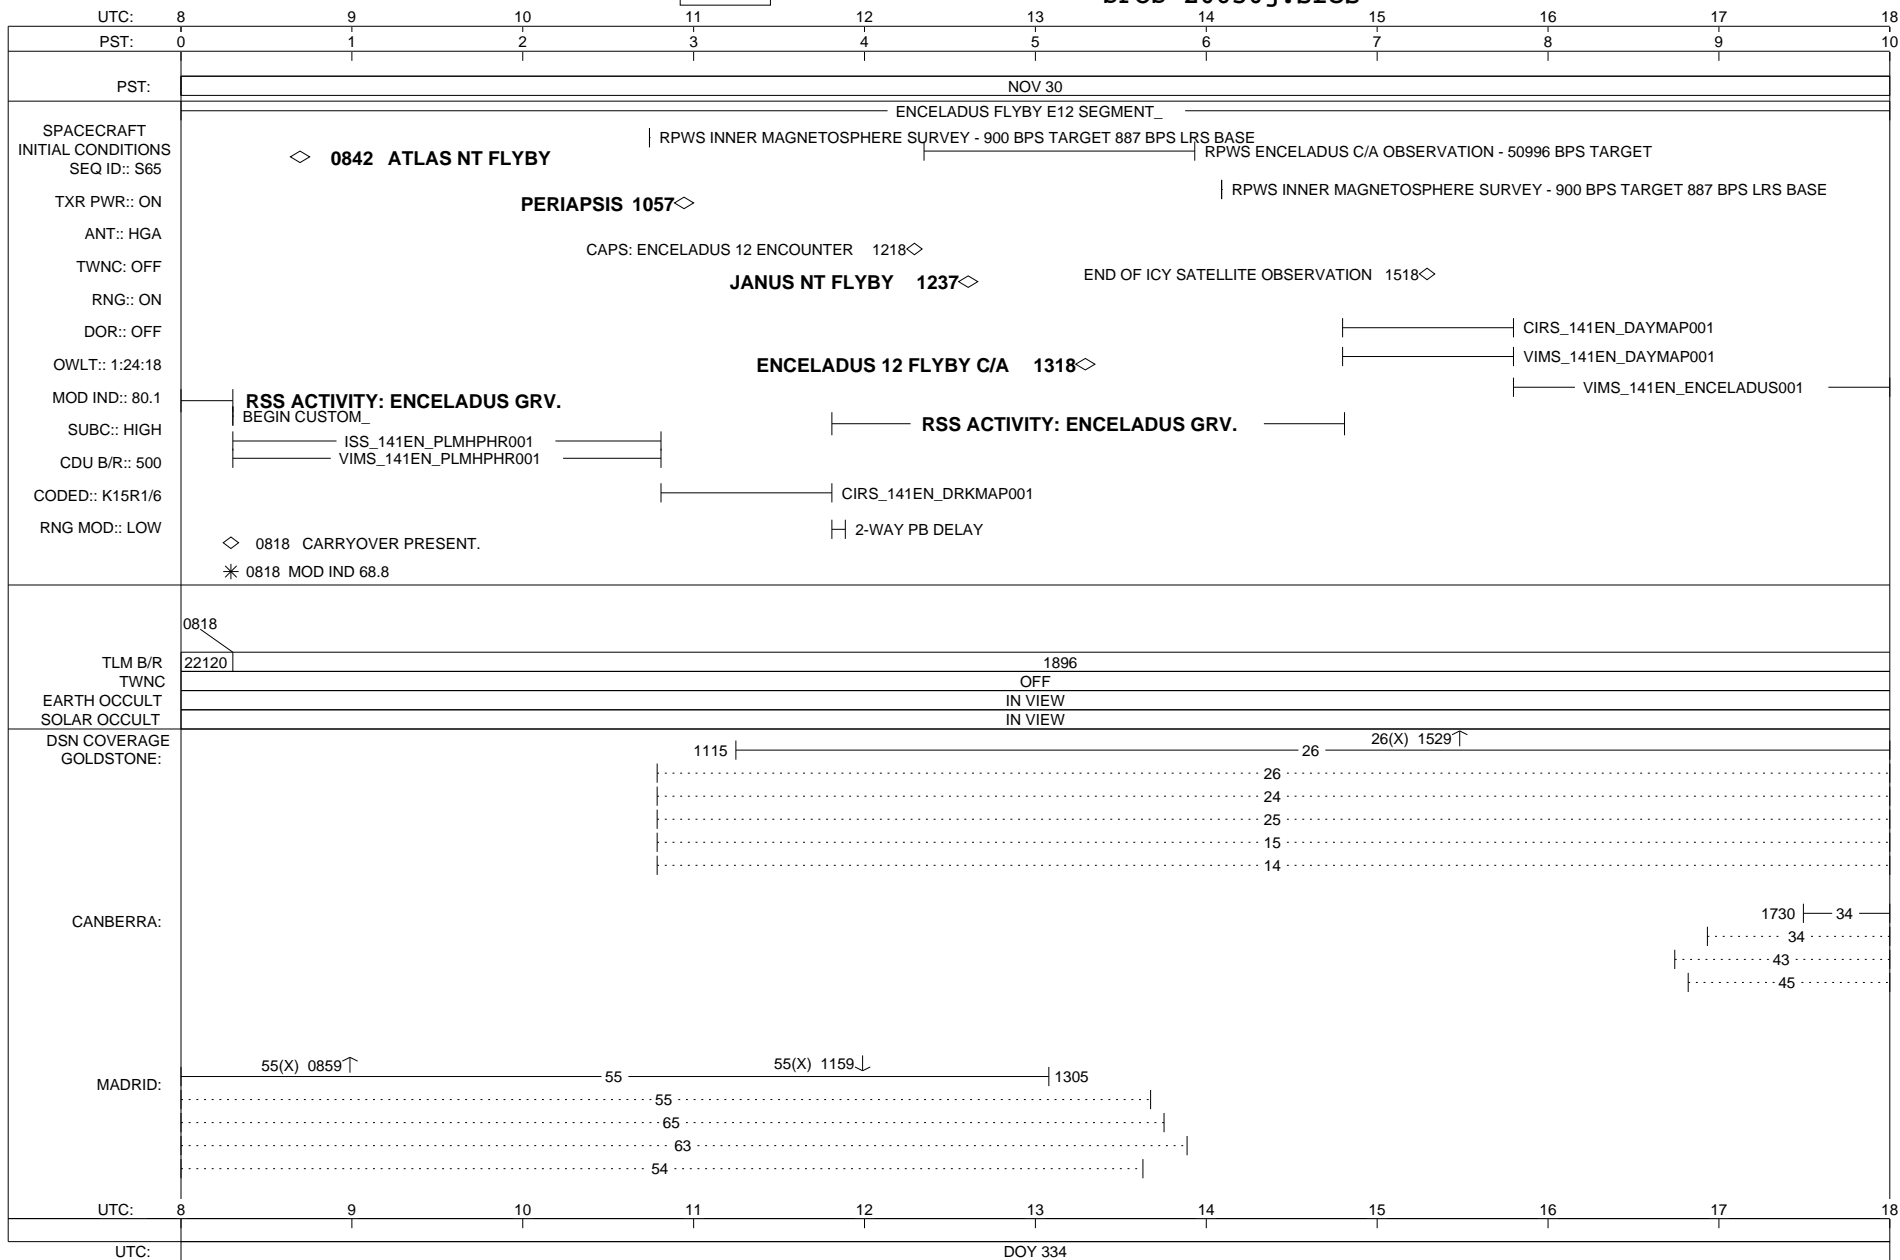 UTC: 8 9 10 11 12 13 14 15 16 17 18
PST: 0 1 2 3 4 5 6 7 8 9 10
PST: NOV 30
ENCELADUS FLYBY E12 SEGMENT_
SPACECRAFT
INITIAL CONDITIONS
SEQ ID:: S65
TXR PWR:: ON
ANT:: HGA
TWNC: OFF
RNG:: ON
DOR:: OFF
OWLT:: 1:24:18
MOD IND:: 80.1
SUBC:: HIGH
CDU B/R:: 500
CODED:: K15R1/6
RNG MOD:: LOW
RPWS INNER MAGNETOSPHERE SURVEY - 900 BPS TARGET 887 BPS LRS BASE
RPWS ENCELADUS C/A OBSERVATION - 50996 BPS TARGET
0842 ATLAS NT FLYBY
RPWS INNER MAGNETOSPHERE SURVEY - 900 BPS TARGET 887 BPS LRS BASE
PERIAPSIS 1057
CAPS: ENCELADUS 12 ENCOUNTER 1218
END OF ICY SATELLITE OBSERVATION 1518
JANUS NT FLYBY 1237
CIRS_141EN_DAYMAP001
VIMS_141EN_DAYMAP001
ENCELADUS 12 FLYBY C/A 1318
VIMS_141EN_ENCELADUS001
RSS ACTIVITY: ENCELADUS GRV.
BEGIN CUSTOM_
RSS ACTIVITY: ENCELADUS GRV.
ISS_141EN_PLMHPHR001
VIMS_141EN_PLMHPHR001
CIRS_141EN_DRKMAP001
2-WAY PB DELAY
0818 CARRYOVER PRESENT.
0818 MOD IND 68.8
0818
TLM B/R 22120 1896
TWNC OFF
EARTH OCCULT IN VIEW
SOLAR OCCULT IN VIEW
DSN COVERAGE
GOLDSTONE:
26(X) 1529
1115 26
26
24
25
15
14
CANBERRA:
1730 34
34
43
45
MADRID:
55(X) 0859 55(X) 1159
55 1305
55
65
63
54
UTC: 8 9 10 11 12 13 14 15 16 17 18
UTC: DOY 334